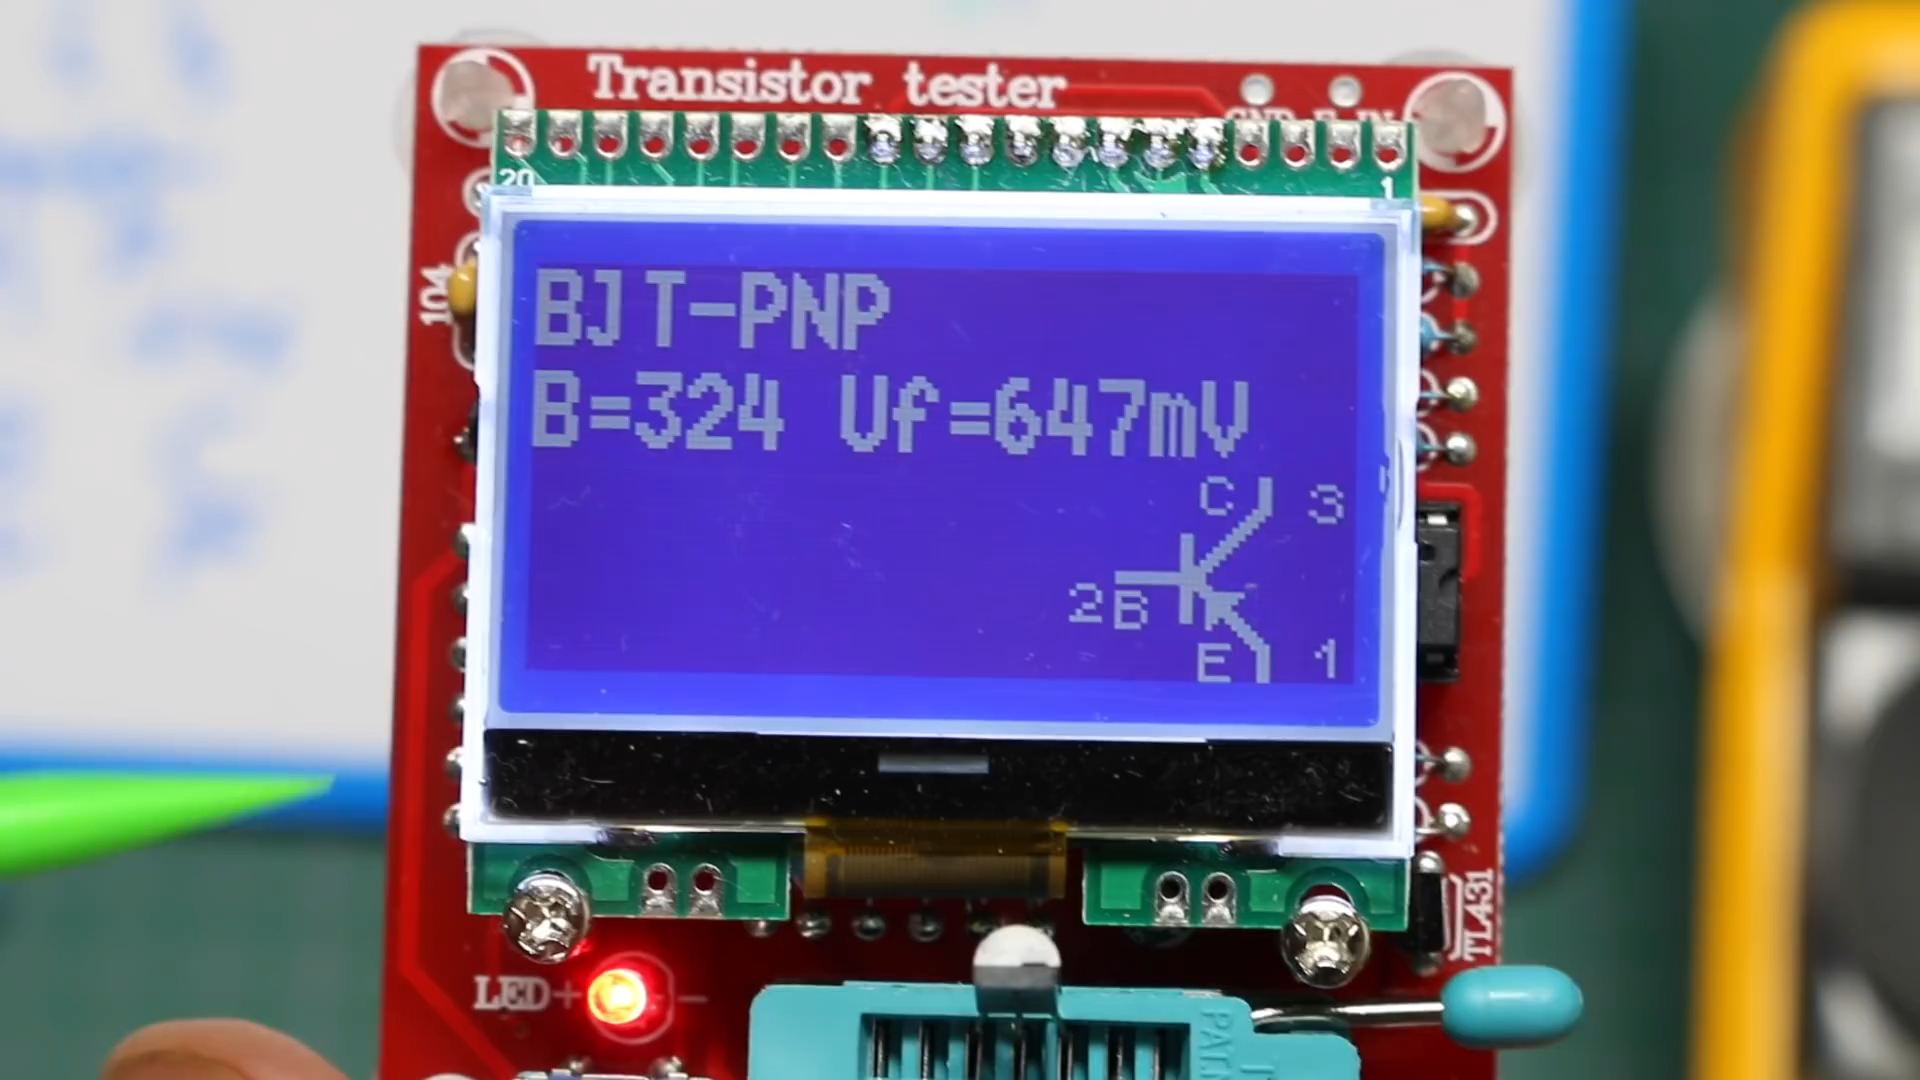 Transistor tester
20
1
104
BJT-PNP
B=324 Uf=647mV
C 3
2B
E 1
TL431
LED+ -